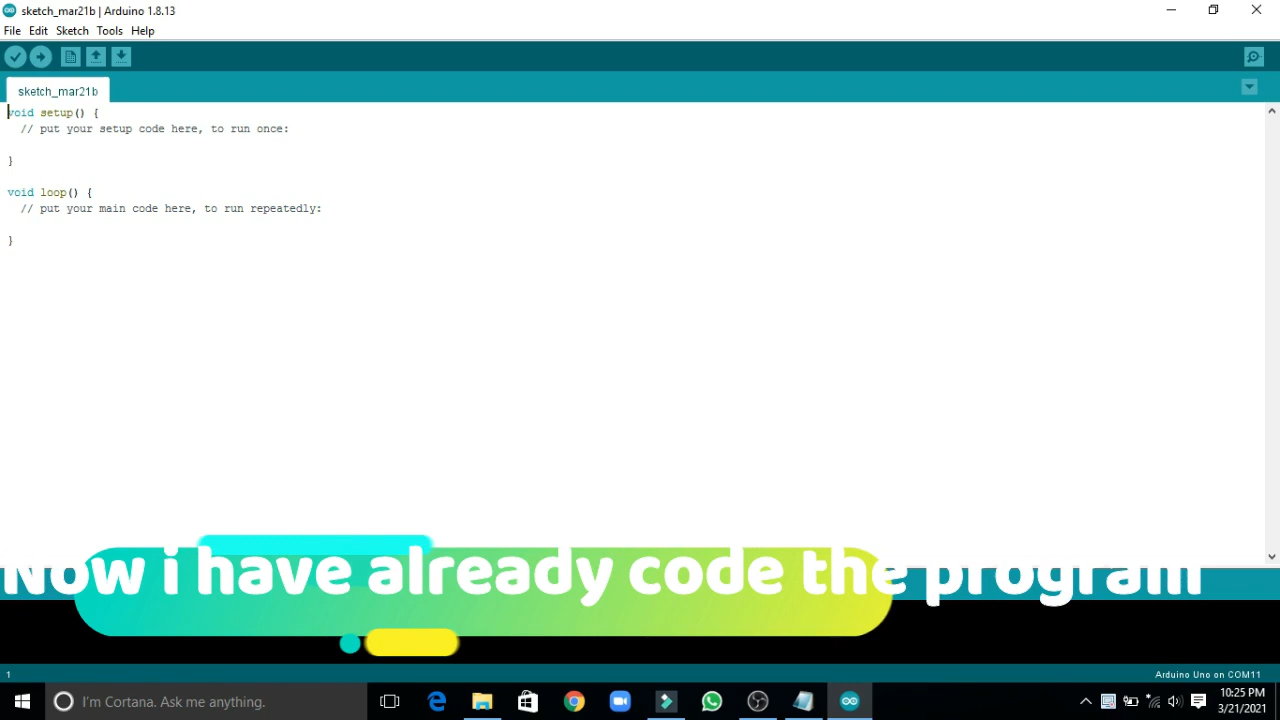 sketch_mar21b | Arduino 1.8.13
File Edit Sketch Tools Help
sketch_mar21b
void setup() {
// put your setup code here, to run once:
}
void loop() {
// put your main code here, to run repeatedly:
}
Now i have already code the program
1
Arduino Uno on COM11
I'm Cortana. Ask me anything.
10:25 PM
3/21/2021